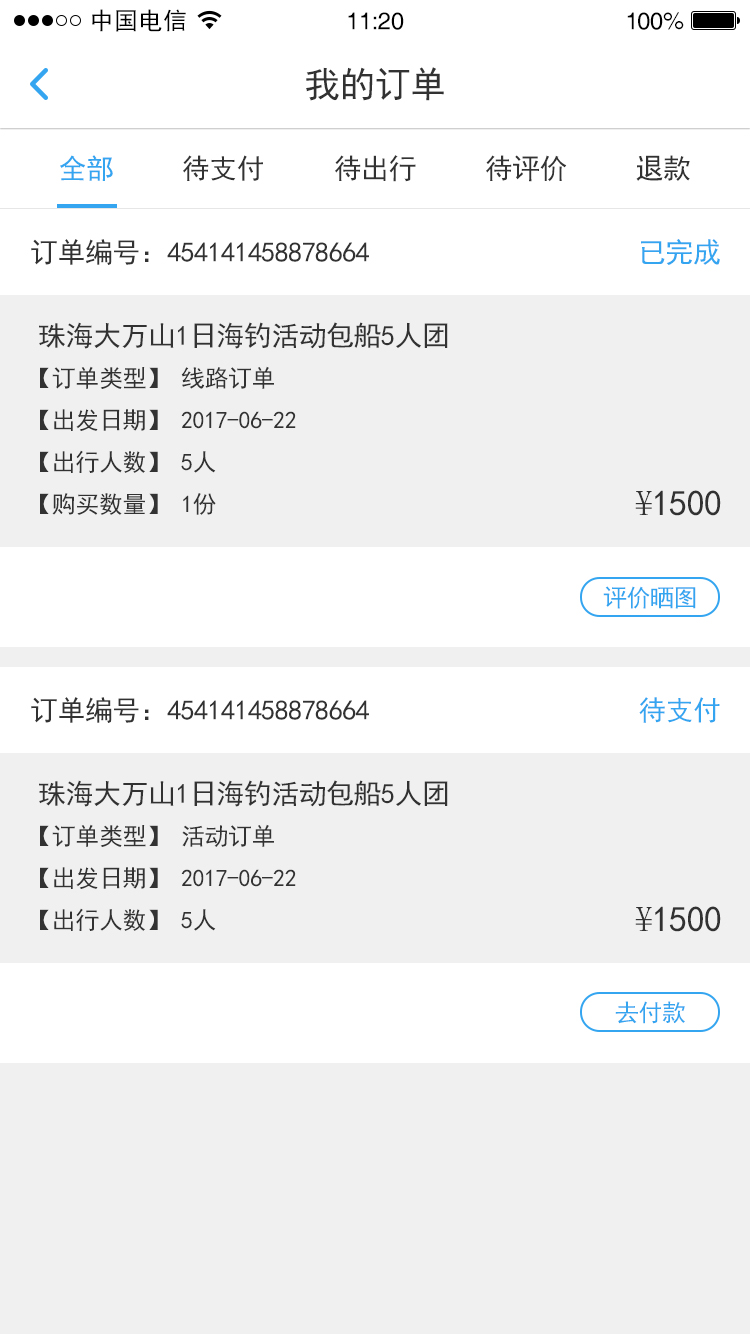 中国电信 11:20 100%
我的订单
全部 待支付 待出行 待评价 退款
订单编号：454141458878664 已完成
珠海大万山1日海钓活动包船5人团
【订单类型】 线路订单
【出发日期】 2017-06-22
【出行人数】 5人
【购买数量】 1份 ¥1500
评价晒图
订单编号：454141458878664 待支付
珠海大万山1日海钓活动包船5人团
【订单类型】 活动订单
【出发日期】 2017-06-22
【出行人数】 5人 ¥1500
去付款